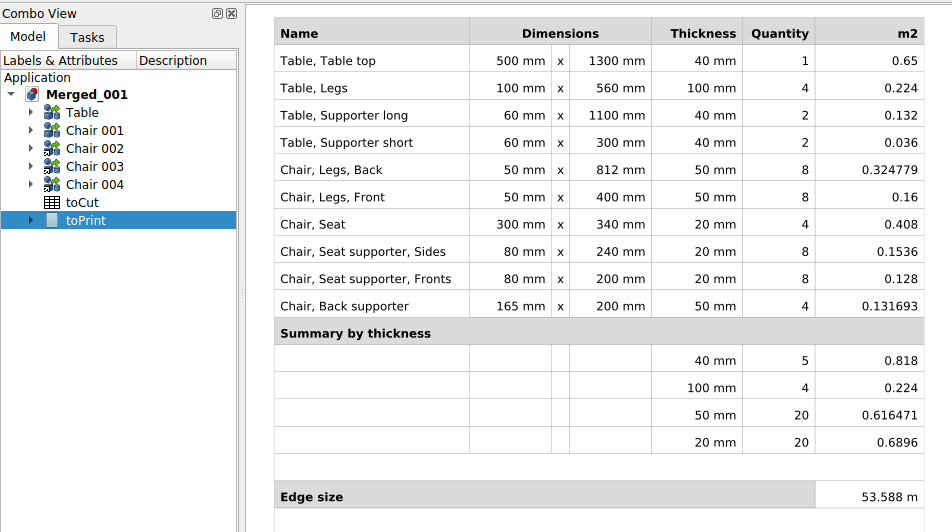 Combo View
Model Tasks
Labels & Attributes Description
Application
Merged_001
Table
Chair 001
Chair 002
Chair 003
Chair 004
toCut
toPrint
Name Dimensions Thickness Quantity m2
Table, Table top 500 mm x 1300 mm 40 mm 1 0.65
Table, Legs 100 mm x 560 mm 100 mm 4 0.224
Table, Supporter long 60 mm x 1100 mm 40 mm 2 0.132
Table, Supporter short 60 mm x 300 mm 40 mm 2 0.036
Chair, Legs, Back 50 mm x 812 mm 50 mm 8 0.324779
Chair, Legs, Front 50 mm x 400 mm 50 mm 8 0.16
Chair, Seat 300 mm x 340 mm 20 mm 4 0.408
Chair, Seat supporter, Sides 80 mm x 240 mm 20 mm 8 0.1536
Chair, Seat supporter, Fronts 80 mm x 200 mm 20 mm 8 0.128
Chair, Back supporter 165 mm x 200 mm 50 mm 4 0.131693
Summary by thickness
40 mm 5 0.818
100 mm 4 0.224
50 mm 20 0.616471
20 mm 20 0.6896
Edge size 53.588 m